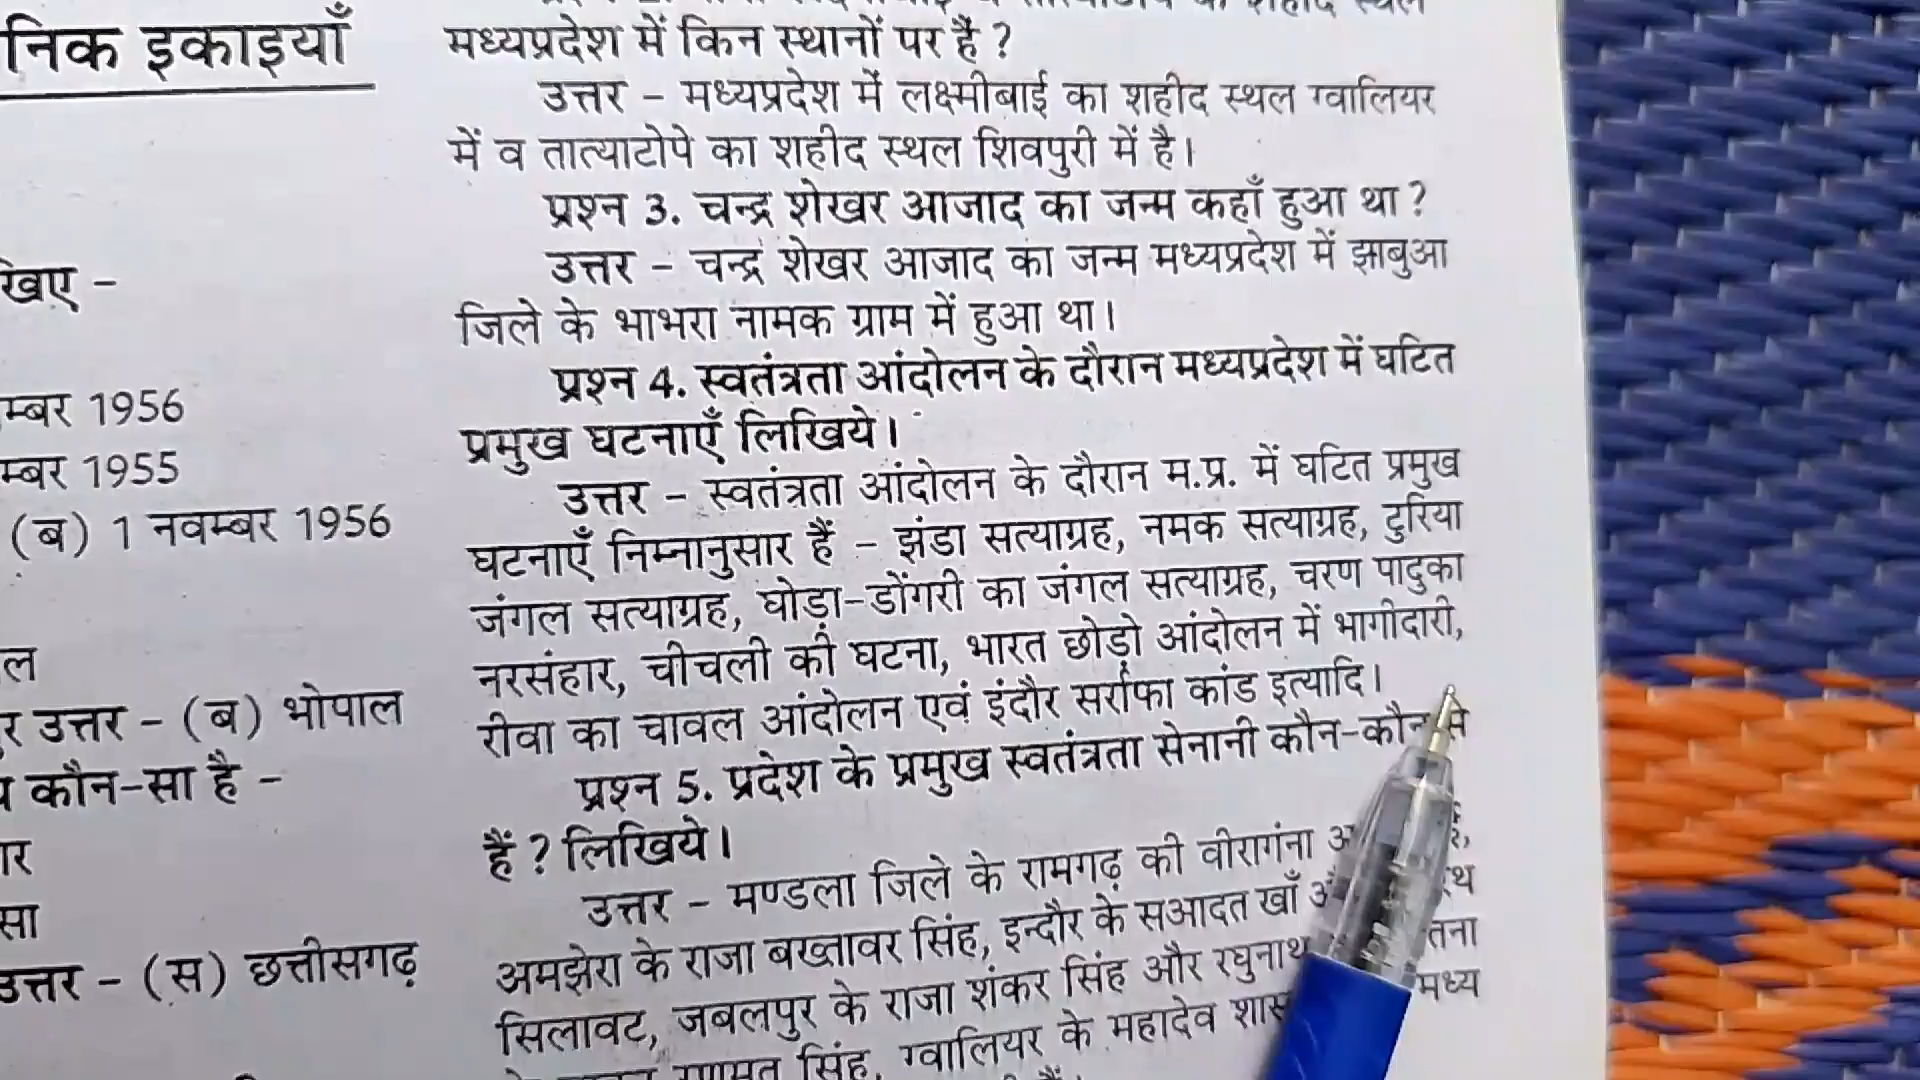 निक इकाइयाँ
खिए -
म्बर 1956
म्बर 1955
(ब) 1 नवम्बर 1956
ल
र उत्तर - (ब) भोपाल
कौन-सा है -
ार
सा
उत्तर - (स) छत्तीसगढ़
मध्यप्रदेश में किन स्थानों पर है ?
उत्तर - मध्यप्रदेश में लक्ष्मीबाई का शहीद स्थल ग्वालियर
में व तात्याटोपे का शहीद स्थल शिवपुरी में है।
प्रश्न 3. चन्द्र शेखर आजाद का जन्म कहाँ हुआ था ?
उत्तर - चन्द्र शेखर आजाद का जन्म मध्यप्रदेश में झाबुआ
जिले के भाभरा नामक ग्राम में हुआ था।
प्रश्न 4. स्वतंत्रता आंदोलन के दौरान मध्यप्रदेश में घटित
प्रमुख घटनाएँ लिखिये।
उत्तर - स्वतंत्रता आंदोलन के दौरान म.प्र. में घटित प्रमुख
घटनाएँ निम्नानुसार हैं - झंडा सत्याग्रह, नमक सत्याग्रह, टुरिया
जंगल सत्याग्रह, घोड़ा-डोंगरी का जंगल सत्याग्रह, चरण पादुका
नरसंहार, चीचली की घटना, भारत छोड़ो आंदोलन में भागीदारी,
रीवा का चावल आंदोलन एवं इंदौर सर्राफा कांड इत्यादि।
प्रश्न 5. प्रदेश के प्रमुख स्वतंत्रता सेनानी कौन-कौन से
हैं ? लिखिये।
उत्तर - मण्डला जिले के रामगढ़ की वीरागंना
अमझेरा के राजा बख्तावर सिंह, इन्दौर के सआदत खाँ
सिलावट, जबलपुर के राजा शंकर सिंह और रघुनाथ
सिंह, ग्वालियर के महादेव मध्य